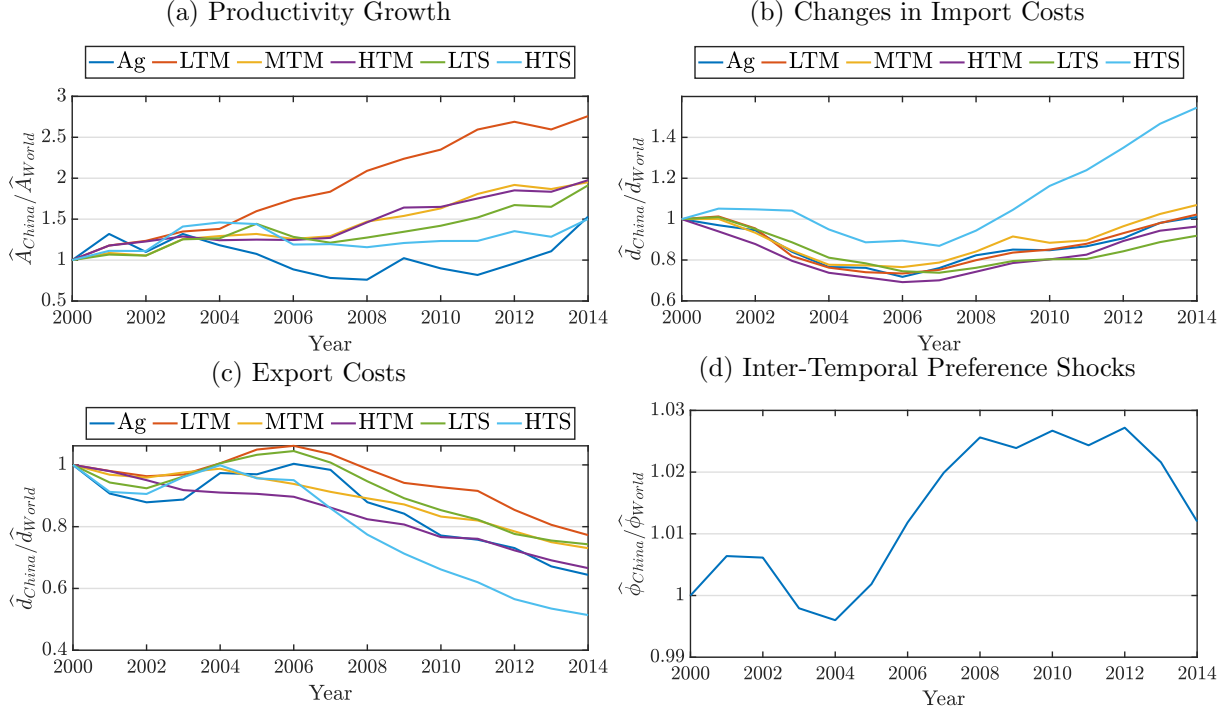 (a) Productivity Growth
Ag LTM MTM HTM LTS HTS
3
2.5
2
1.5
1
0.5
Â_China/Â_World
2000 2002 2004 2006 2008 2010 2012 2014
Year
(b) Changes in Import Costs
Ag LTM MTM HTM LTS HTS
1.4
1.2
1
0.8
0.6
d̂_China/d̂_World
2000 2002 2004 2006 2008 2010 2012 2014
Year
(c) Export Costs
Ag LTM MTM HTM LTS HTS
1
0.8
0.6
0.4
d̂_China/d̂_World
2000 2002 2004 2006 2008 2010 2012 2014
Year
(d) Inter-Temporal Preference Shocks
1.03
1.02
1.01
1
0.99
ϕ̂_China/ϕ̂_World
2000 2002 2004 2006 2008 2010 2012 2014
Year